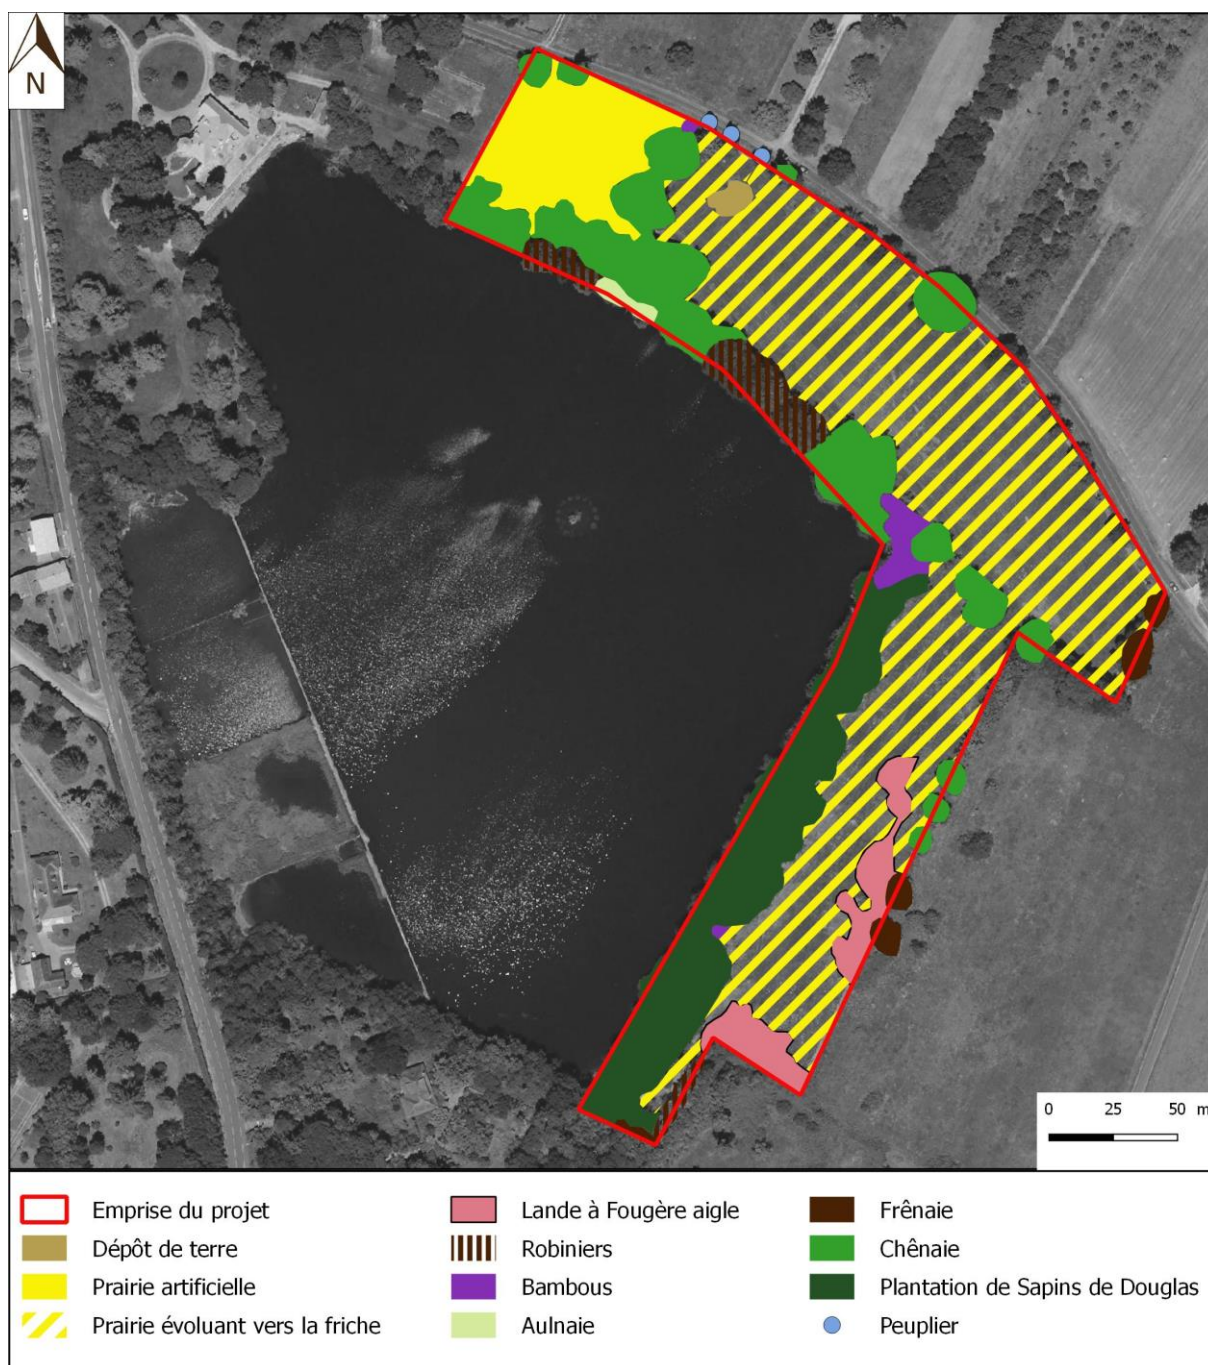 N
0 25 50 m
Emprise du projet
Dépôt de terre
Prairie artificielle
Prairie évoluant vers la friche
Lande à Fougère aigle
Robiniers
Bambous
Aulnaie
Frênaie
Chênaie
Plantation de Sapins de Douglas
Peuplier